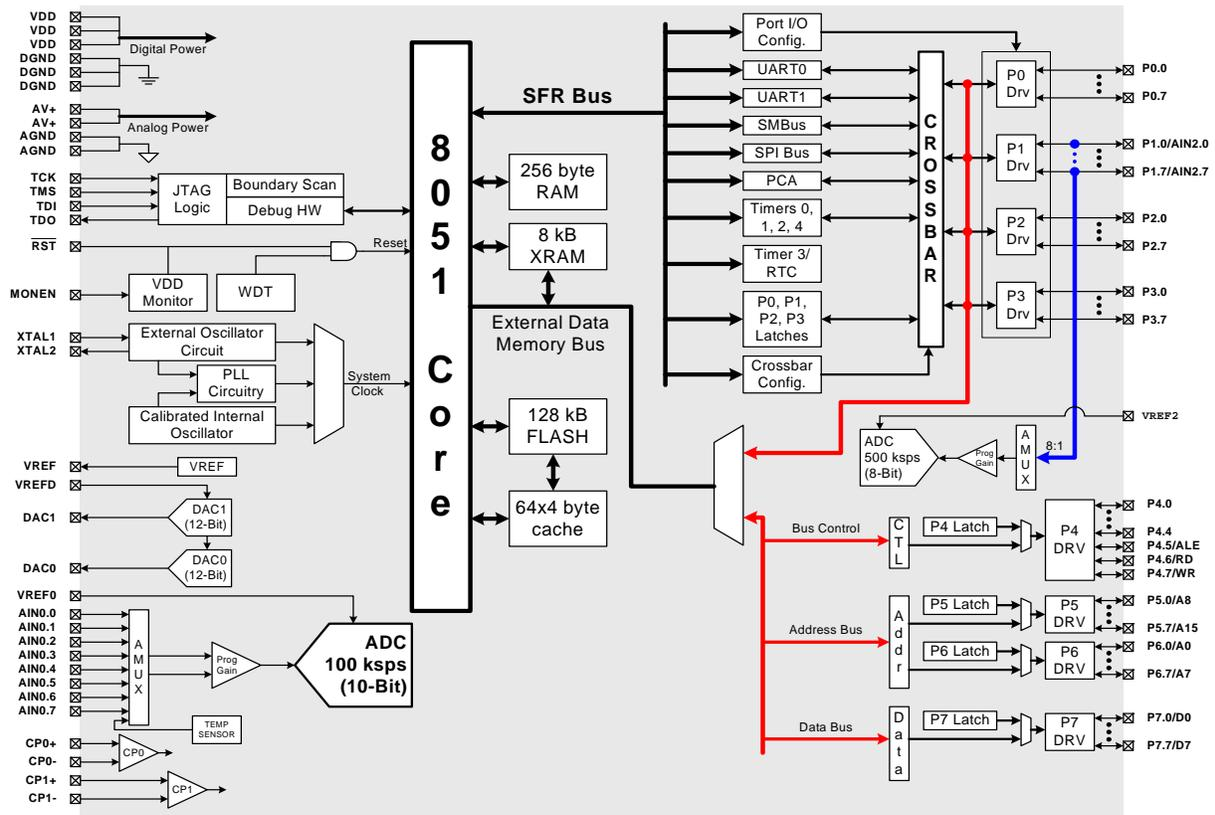 VDD
VDD
VDD
Digital Power
DGND
DGND
DGND
AV+
AV+
Analog Power
AGND
AGND
TCK
TMS
TDI
TDO
JTAG
Logic
Boundary Scan
Debug HW
RST
Reset
MONEN
VDD
Monitor
WDT
XTAL1
XTAL2
External Oscillator
Circuit
PLL
Circuitry
Calibrated Internal
Oscillator
System
Clock
VREF
VREF
VREFD
DAC1
DAC1
(12-Bit)
DAC0
DAC0
(12-Bit)
VREF0
AIN0.0
AIN0.1
AIN0.2
AIN0.3
AIN0.4
AIN0.5
AIN0.6
AIN0.7
AMUX
Prog
Gain
ADC
100 ksps
(10-Bit)
TEMP
SENSOR
CP0+
CP0-
CP0
CP1+
CP1-
CP1
8051 Core
SFR Bus
256 byte
RAM
8 kB
XRAM
External Data
Memory Bus
128 kB
FLASH
64x4 byte
cache
Port I/O
Config.
UART0
UART1
SMBus
SPI Bus
PCA
Timers 0,
1, 2, 4
Timer 3/
RTC
P0, P1,
P2, P3
Latches
Crossbar
Config.
CROSSBAR
P0
Drv
P1
Drv
P2
Drv
P3
Drv
P0.0
P0.7
P1.0/AIN2.0
P1.7/AIN2.7
P2.0
P2.7
P3.0
P3.7
VREF2
ADC
500 ksps
(8-Bit)
Prog
Gain
AMUX
8:1
Bus Control
CTL
P4 Latch
P4
DRV
P4.0
P4.4
P4.5/ALE
P4.6/RD
P4.7/WR
Address Bus
Addr
P5 Latch
P5
DRV
P5.0/A8
P5.7/A15
P6 Latch
P6
DRV
P6.0/A0
P6.7/A7
Data Bus
Data
P7 Latch
P7
DRV
P7.0/D0
P7.7/D7